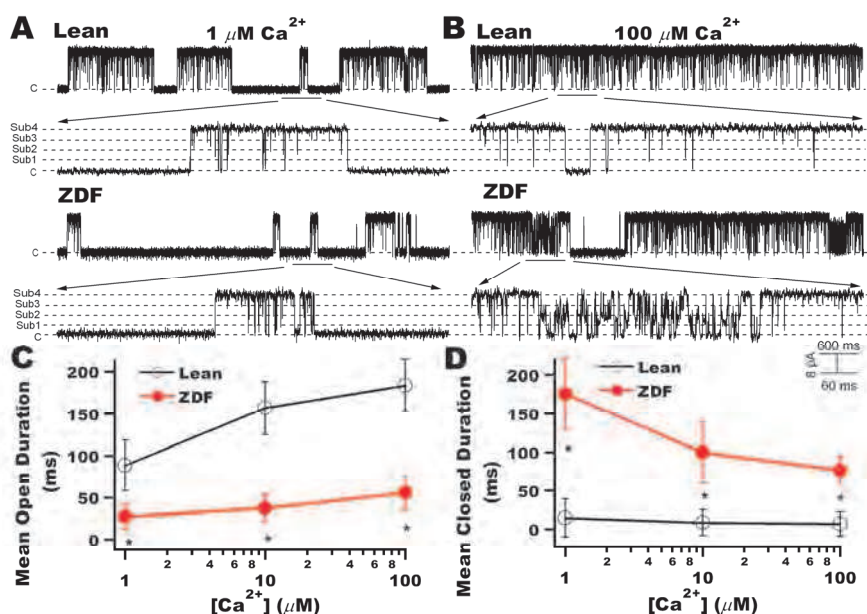 A Lean 1 μM Ca2+
C
Sub4
Sub3
Sub2
Sub1
C
ZDF
C
Sub4
Sub3
Sub2
Sub1
C
B 100 μM Ca2+
ZDF
600 ms
8 pA
60 ms
C
Mean Open Duration
(ms)
200
150
100
50
0
Lean
ZDF
*
*
*
1 2 4 6 8 10 2 4 6 8 100
[Ca2+] (μM)
D
Mean Closed Duration
(ms)
200
150
100
50
0
Lean
ZDF
*
*
*
1 2 4 6 8 10 2 4 6 8 100
[Ca2+] (μM)